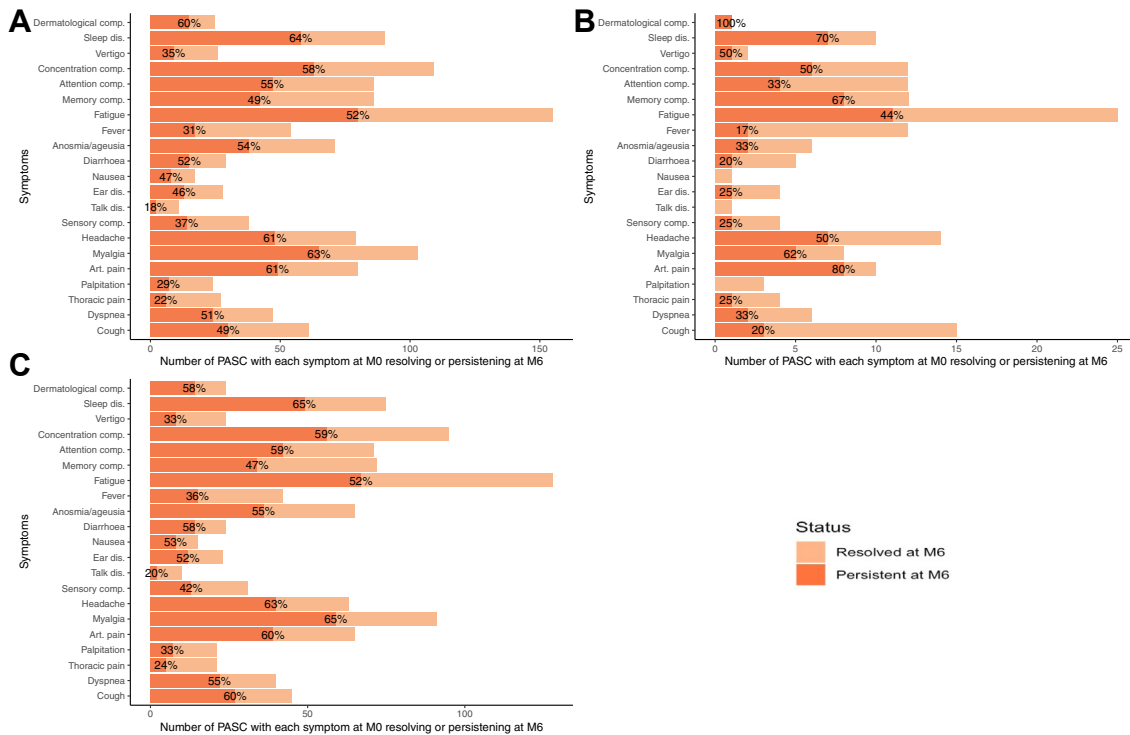 A
Symptoms
Dermatological comp. 60%
Sleep dis. 64%
Vertigo 35%
Concentration comp. 58%
Attention comp. 55%
Memory comp. 49%
Fatigue 52%
Fever 31%
Anosmia/ageusia 54%
Diarrhoea 52%
Nausea 47%
Ear dis. 46%
Talk dis. 18%
Sensory comp. 37%
Headache 61%
Myalgia 63%
Art. pain 61%
Palpitation 29%
Thoracic pain 22%
Dyspnea 51%
Cough 49%
0 50 100 150
Number of PASC with each symptom at M0 resolving or persistening at M6
B
Symptoms
Dermatological comp. 100%
Sleep dis. 70%
Vertigo 50%
Concentration comp. 50%
Attention comp. 33%
Memory comp. 67%
Fatigue 44%
Fever 17%
Anosmia/ageusia 33%
Diarrhoea 20%
Nausea
Ear dis. 25%
Talk dis.
Sensory comp. 25%
Headache 50%
Myalgia 62%
Art. pain 80%
Palpitation
Thoracic pain 25%
Dyspnea 33%
Cough 20%
0 5 10 15 20 25
Number of PASC with each symptom at M0 resolving or persistening at M6
C
Symptoms
Dermatological comp. 58%
Sleep dis. 65%
Vertigo 33%
Concentration comp. 59%
Attention comp. 59%
Memory comp. 47%
Fatigue 52%
Fever 36%
Anosmia/ageusia 55%
Diarrhoea 58%
Nausea 53%
Ear dis. 52%
Talk dis. 20%
Sensory comp. 42%
Headache 63%
Myalgia 65%
Art. pain 60%
Palpitation 33%
Thoracic pain 24%
Dyspnea 55%
Cough 60%
0 50 100
Number of PASC with each symptom at M0 resolving or persistening at M6
Status
Resolved at M6
Persistent at M6